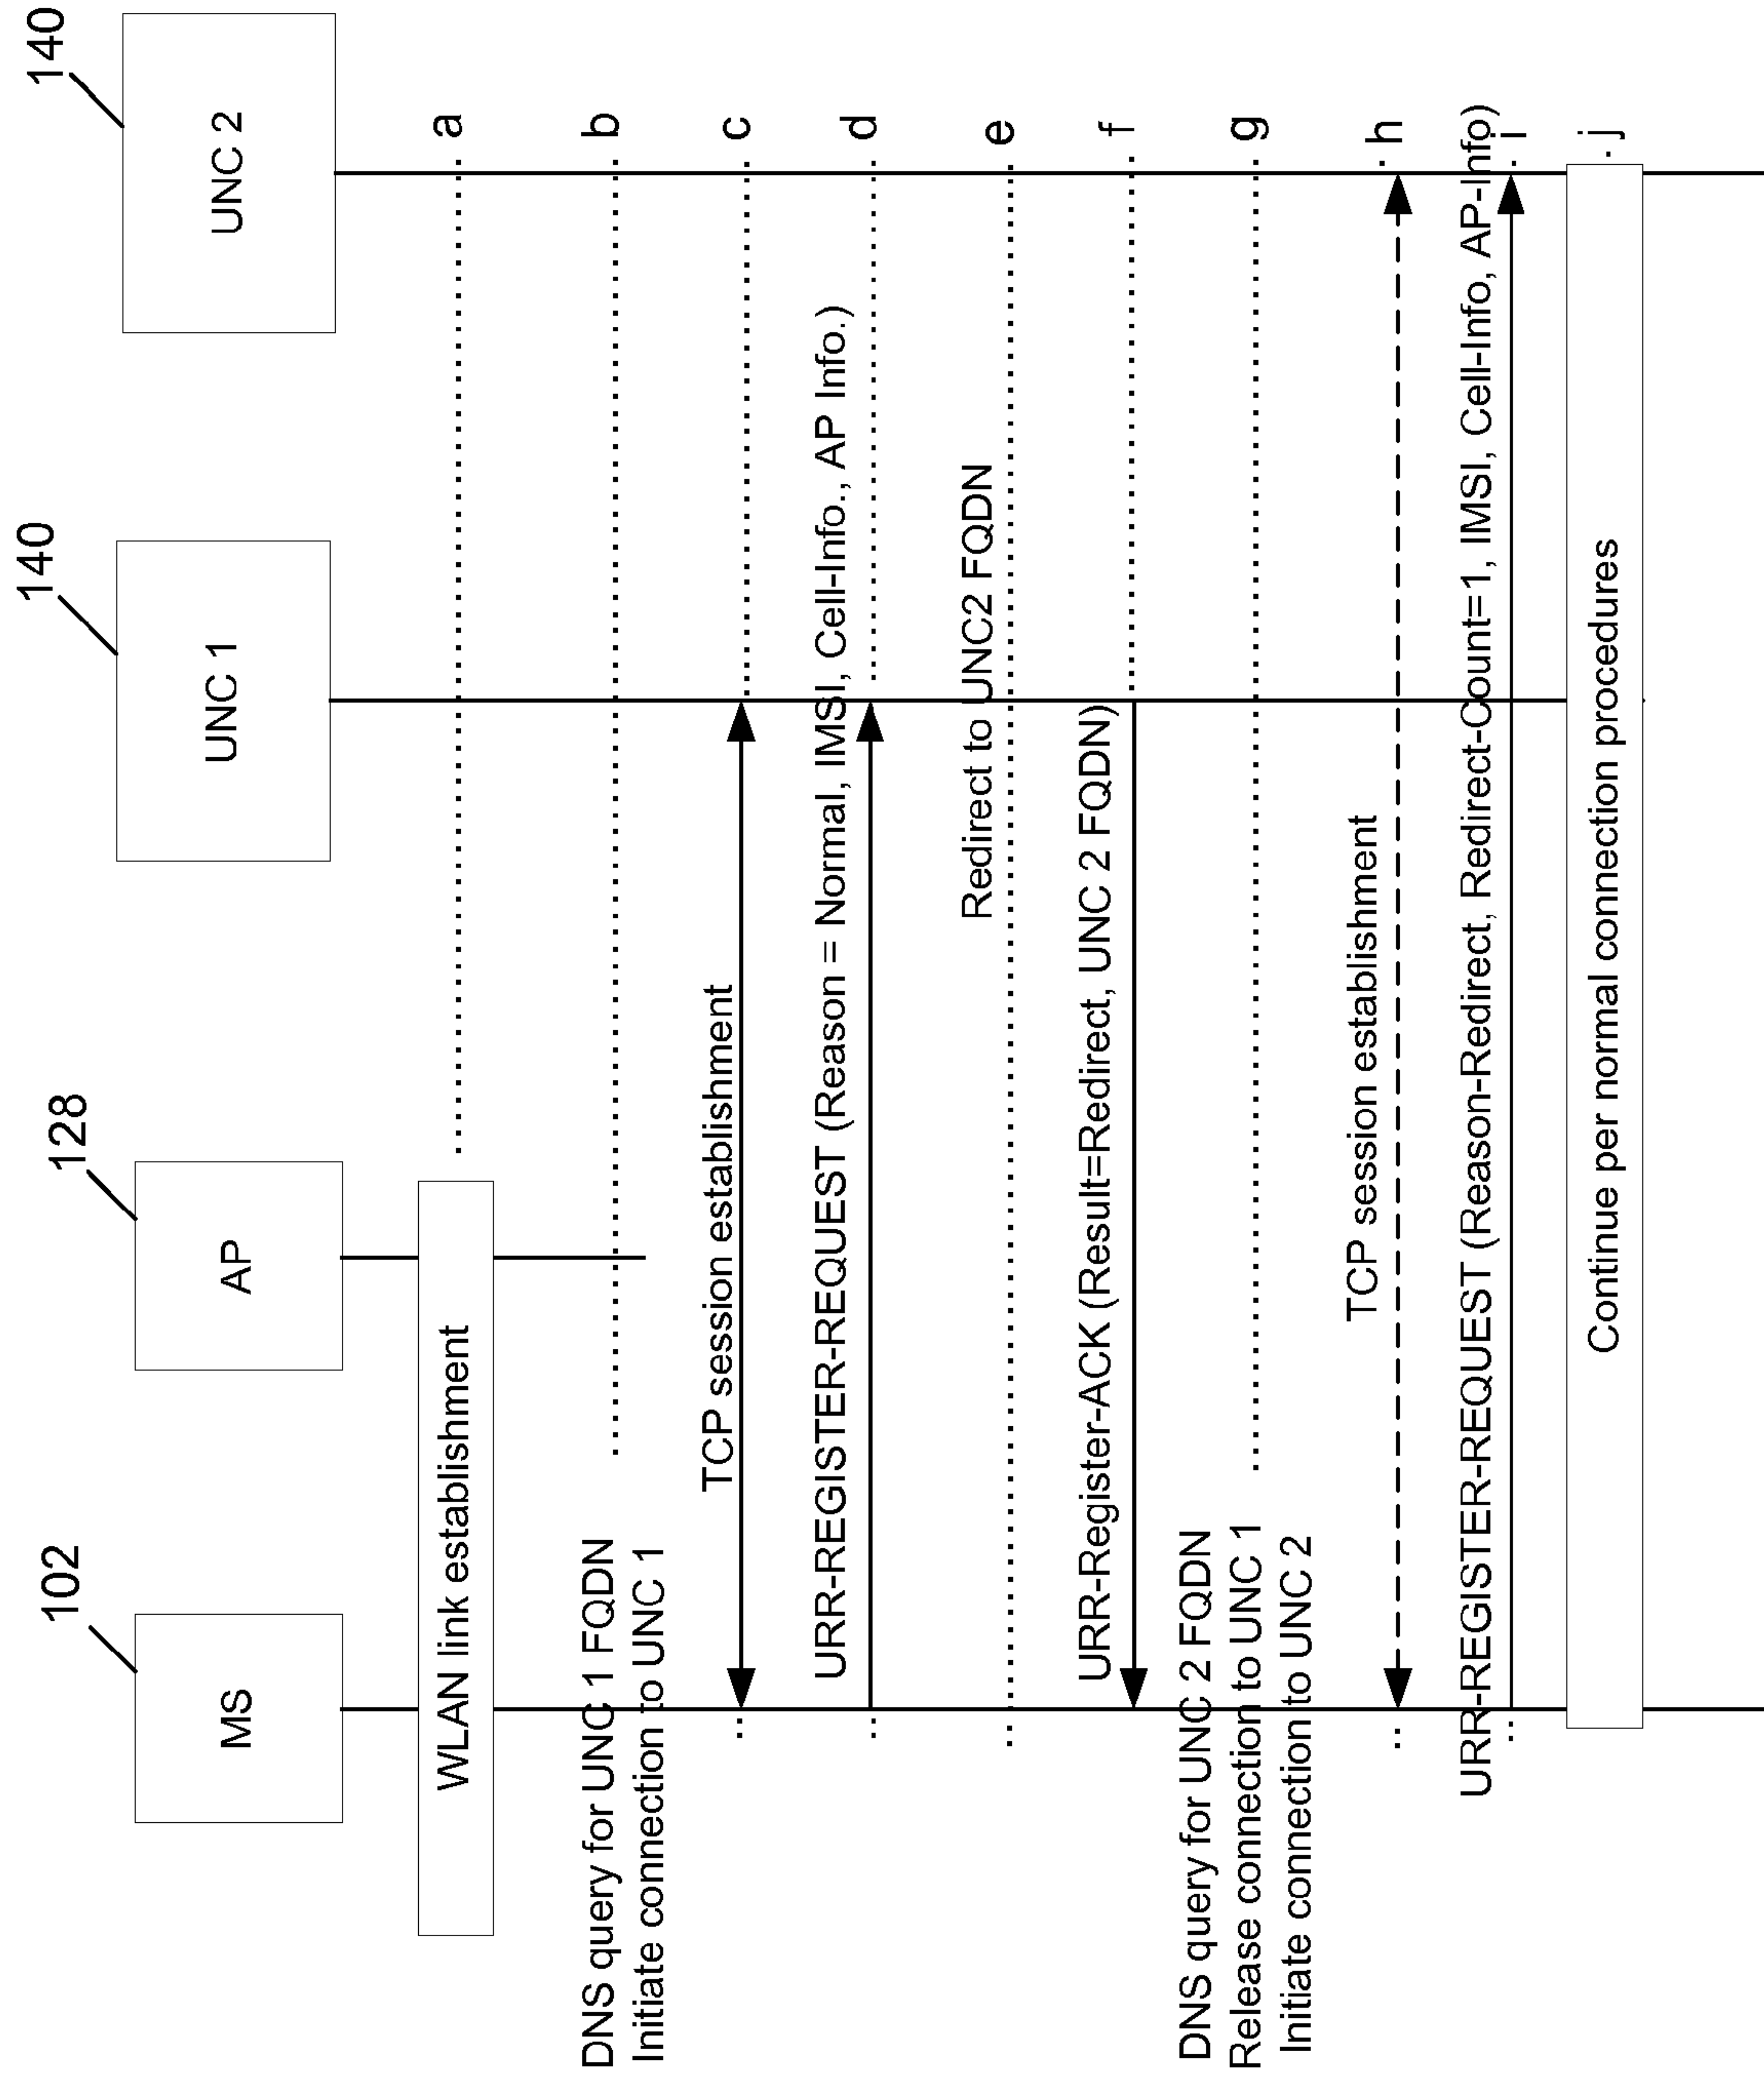 102
128
140
140
MS
AP
UNC 1
UNC 2
WLAN link establishment
a
DNS query for UNC 1 FQDN
Initiate connection to UNC 1
b
TCP session establishment
c
URR-REGISTER-REQUEST (Reason = Normal, IMSI, Cell-Info., AP Info.)
d
Redirect to UNC2 FQDN
e
URR-Register-ACK (Result=Redirect, UNC 2 FQDN)
f
DNS query for UNC 2 FQDN
Release connection to UNC 1
Initiate connection to UNC 2
g
TCP session establishment
h
URR-REGISTER-REQUEST (Reason-Redirect, Redirect-Count=1, IMSI, Cell-Info, AP-Info)
i
Continue per normal connection procedures
j